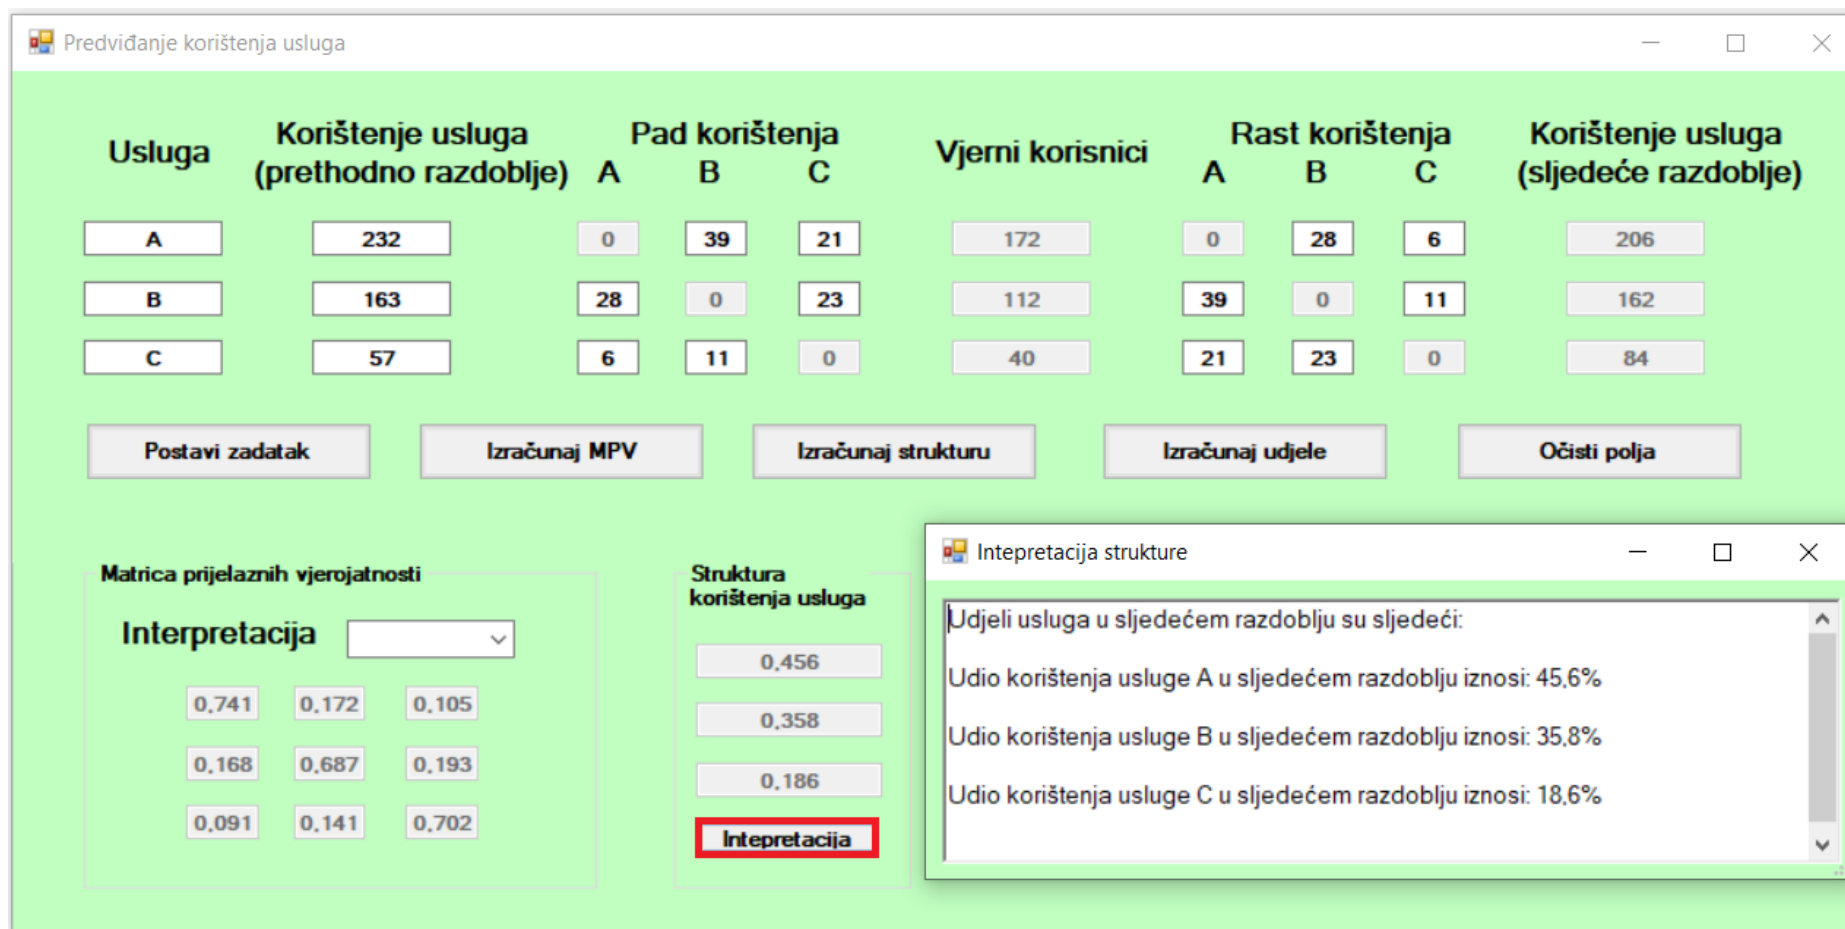 Predviđanje korištenja usluga
Usluga
Korištenje usluga
(prethodno razdoblje)
Pad korištenja
A B C
Vjerni korisnici
Rast korištenja
A B C
Korištenje usluga
(sljedeće razdoblje)
A 232 0 39 21 172 0 28 6 206
B 163 28 0 23 112 39 0 11 162
C 57 6 11 0 40 21 23 0 84
Postavi zadatak Izračunaj MPV Izračunaj strukturu Izračunaj udjele Očisti polja
Matrica prijelaznih vjerojatnosti
Interpretacija
0,741 0,172 0,105
0,168 0,687 0,193
0,091 0,141 0,702
Struktura
korištenja usluga
0,456
0,358
0,186
Intepretacija
Intepretacija strukture
Udjeli usluga u sljedećem razdoblju su sljedeći:
Udio korištenja usluge A u sljedećem razdoblju iznosi: 45,6%
Udio korištenja usluge B u sljedećem razdoblju iznosi: 35,8%
Udio korištenja usluge C u sljedećem razdoblju iznosi: 18,6%